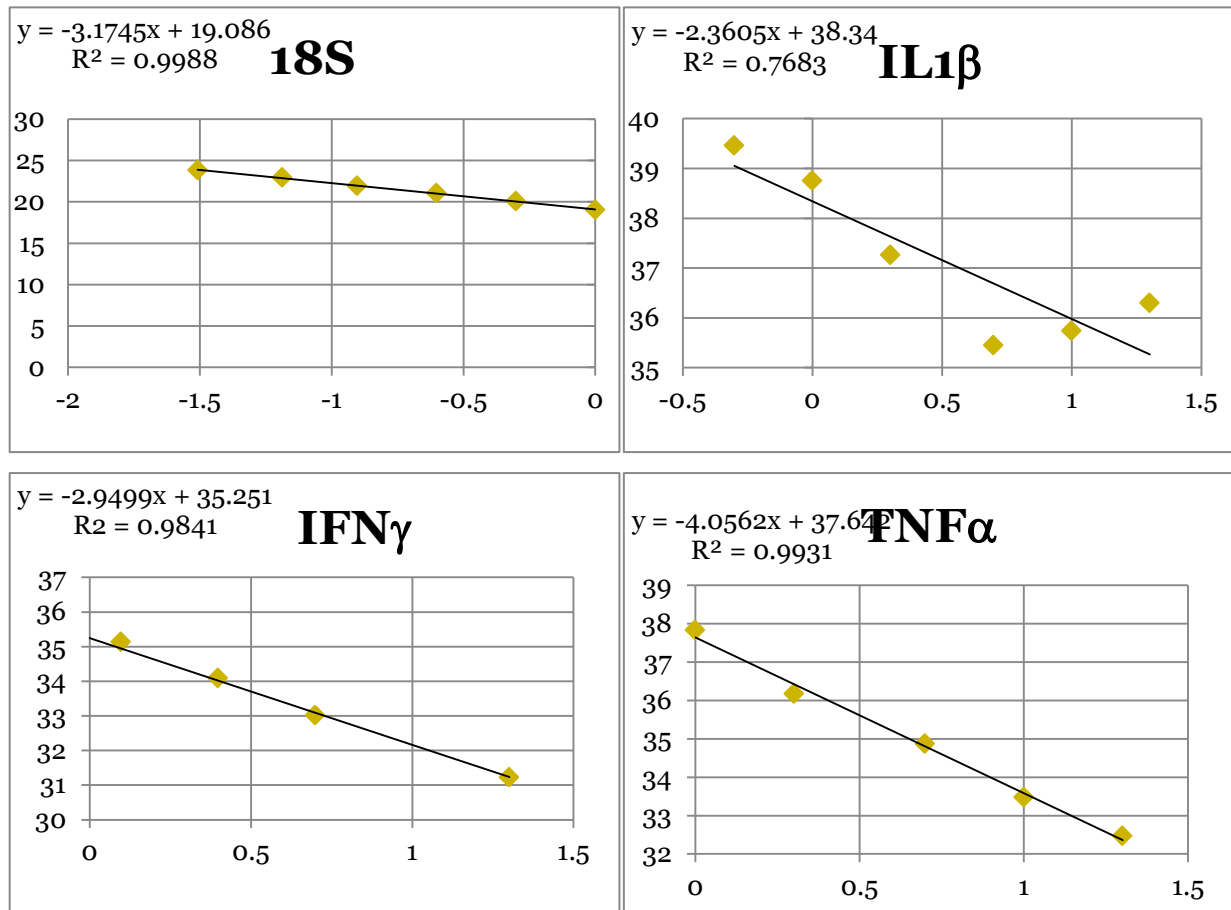 y = -3.1745x + 19.086
R² = 0.9988
18S
30
25
20
15
10
5
0
-2 -1.5 -1 -0.5 0
y = -2.3605x + 38.34
R² = 0.7683
IL1β
40
39
38
37
36
35
-0.5 0 0.5 1 1.5
y = -2.9499x + 35.251
R2 = 0.9841
IFNγ
37
36
35
34
33
32
31
30
0 0.5 1 1.5
y = -4.0562x + 37.642
R² = 0.9931
TNFα
39
38
37
36
35
34
33
32
0 0.5 1 1.5